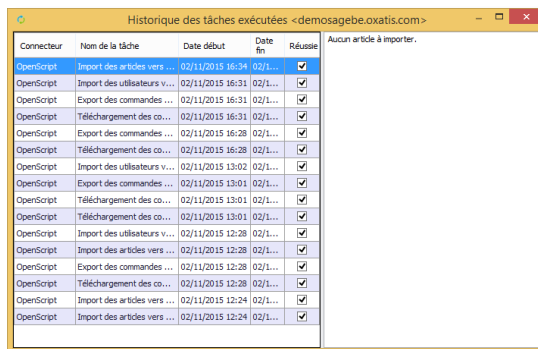 Historique des tâches exécutées <demosagebe.oxatis.com>
Connecteur Nom de la tâche Date début Date fin Réussie
OpenScript Import des articles vers ... 02/11/2015 16:34 02/1...
OpenScript Import des utilisateurs v... 02/11/2015 16:31 02/1...
OpenScript Export des commandes ... 02/11/2015 16:31 02/1...
OpenScript Téléchargement des co... 02/11/2015 16:31 02/1...
OpenScript Export des commandes ... 02/11/2015 16:28 02/1...
OpenScript Téléchargement des co... 02/11/2015 16:28 02/1...
OpenScript Import des utilisateurs v... 02/11/2015 13:02 02/1...
OpenScript Export des commandes ... 02/11/2015 13:01 02/1...
OpenScript Téléchargement des co... 02/11/2015 13:01 02/1...
OpenScript Téléchargement des co... 02/11/2015 13:01 02/1...
OpenScript Import des utilisateurs v... 02/11/2015 12:28 02/1...
OpenScript Import des articles vers ... 02/11/2015 12:28 02/1...
OpenScript Export des commandes ... 02/11/2015 12:28 02/1...
OpenScript Téléchargement des co... 02/11/2015 12:28 02/1...
OpenScript Import des articles vers ... 02/11/2015 12:24 02/1...
OpenScript Import des articles vers ... 02/11/2015 12:24 02/1...
Aucun article à importer.